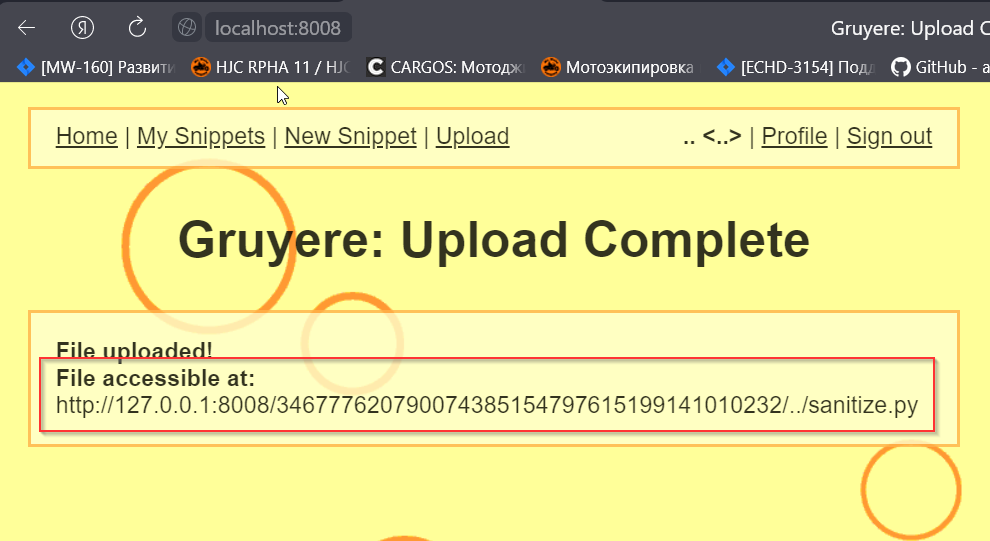 Я localhost:8008 Gruyere: Upload C
[MW-160] Развити HJC RPHA 11 / HJC C CARGOS: Мотодж Мотоэкипировка [ECHD-3154] Подд GitHub - a
Home | My Snippets | New Snippet | Upload .. <..> | Profile | Sign out
Gruyere: Upload Complete
File uploaded!
File accessible at:
http://127.0.0.1:8008/346777620790074385154797615199141010232/../sanitize.py